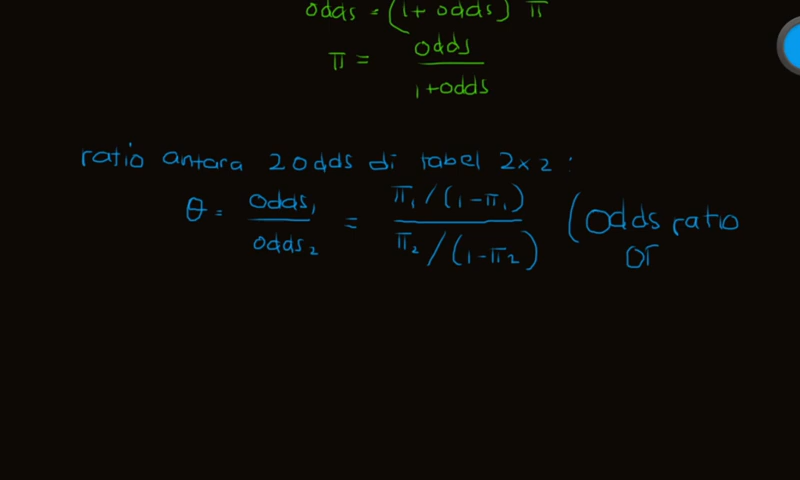 odds = (1 + odds) π
π = odds / 1+odds
ratio antara 2 odds di tabel 2x2 :
θ = odds₁ / odds₂ = π₁/(1-π₁) / π₂/(1-π₂) (odds ratio
or